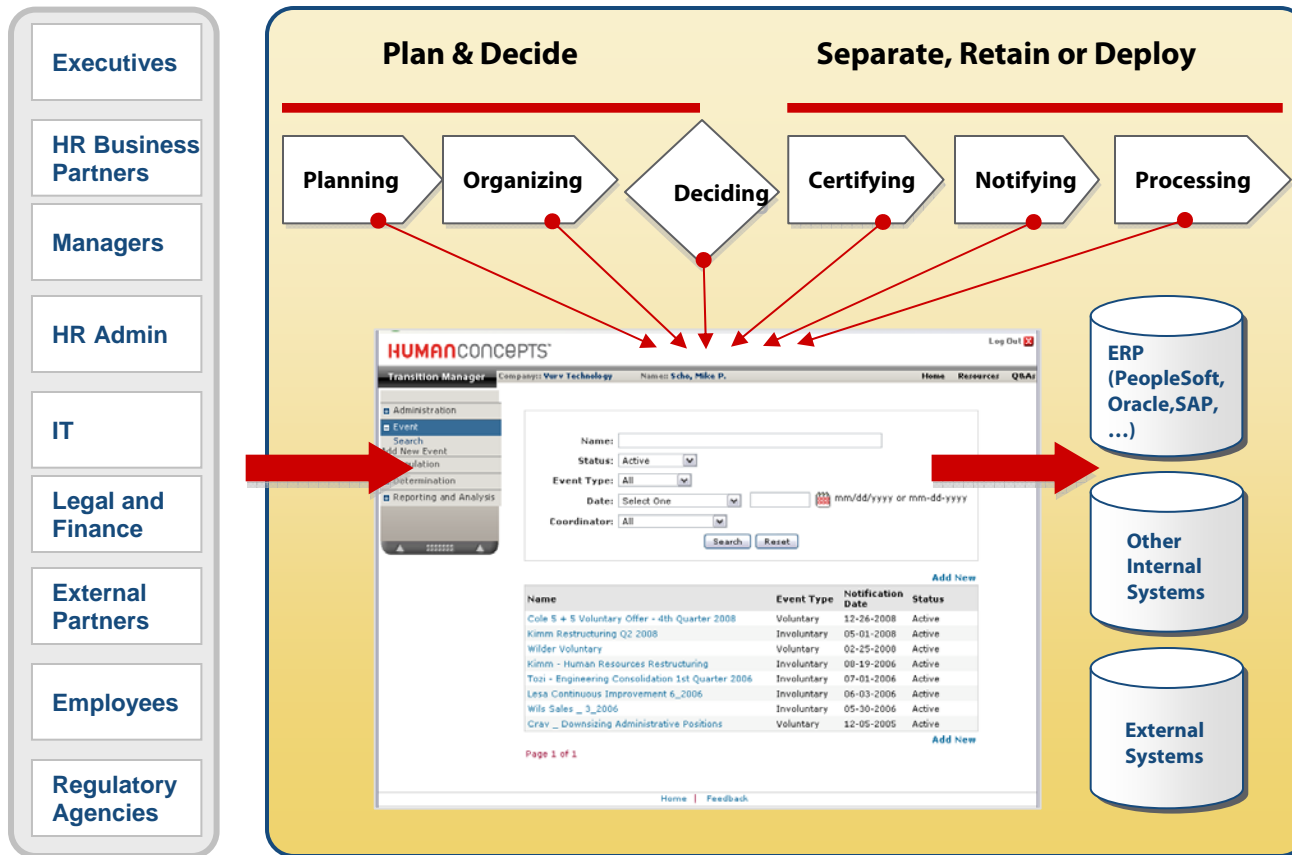 Executives
HR Business
Partners
Managers
HR Admin
IT
Legal and
Finance
External
Partners
Employees
Regulatory
Agencies
Plan & Decide
Separate, Retain or Deploy
Planning
Organizing
Deciding
Certifying
Notifying
Processing
HUMANCONCEPTS
Log Out
Transition Manager
Company:: Vurv Technology
Name:: Scho, Mike P.
Home Resources Q&As
Administration
Event
Search
dd New Event
ulation
Determination
Reporting and Analysis
Name:
Status: Active
Event Type: All
Date: Select One mm/dd/yyyy or mm-dd-yyyy
Coordinator: All
Search Reset
Add New
Name Event Type Notification Date Status
Cole 5 + 5 Voluntary Offer - 4th Quarter 2008 Voluntary 12-26-2008 Active
Kimm Restructuring Q2 2008 Involuntary 05-01-2008 Active
Wilder Voluntary Voluntary 02-25-2008 Active
Kimm - Human Resources Restructuring Involuntary 08-19-2006 Active
Tozi - Engineering Consolidation 1st Quarter 2006 Involuntary 07-01-2006 Active
Lesa Continuous Improvement 6_2006 Involuntary 06-03-2006 Active
Wils Sales _ 3_2006 Involuntary 05-30-2006 Active
Crav _ Downsizing Administrative Positions Voluntary 12-05-2005 Active
Add New
Page 1 of 1
Home | Feedback
ERP
(PeopleSoft,
Oracle,SAP,
…)
Other
Internal
Systems
External
Systems